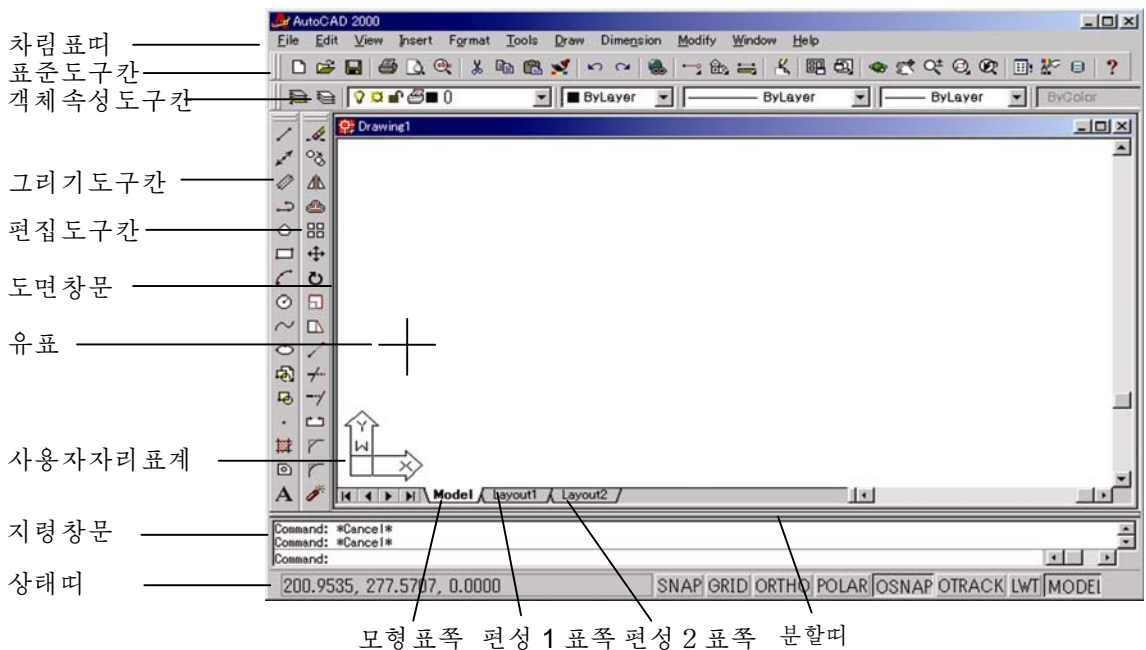 AutoCAD 2000
차림표띠
File Edit View Insert Format Tools Draw Dimension Modify Window Help
표준도구칸
객체속성도구칸
0 ByLayer ByLayer ByLayer ByColor
Drawing1
그리기도구칸
편집도구칸
도면창문
유표
Y
W
X
사용자자리표계
A
Model Layout1 Layout2
지령창문
Command: *Cancel*
Command: *Cancel*
Command:
상태띠
200.9535, 277.5707, 0.0000 SNAP GRID ORTHO POLAR OSNAP OTRACK LWT MODEL
모형표쪽 편성 1 표쪽 편성 2 표쪽 분할띠